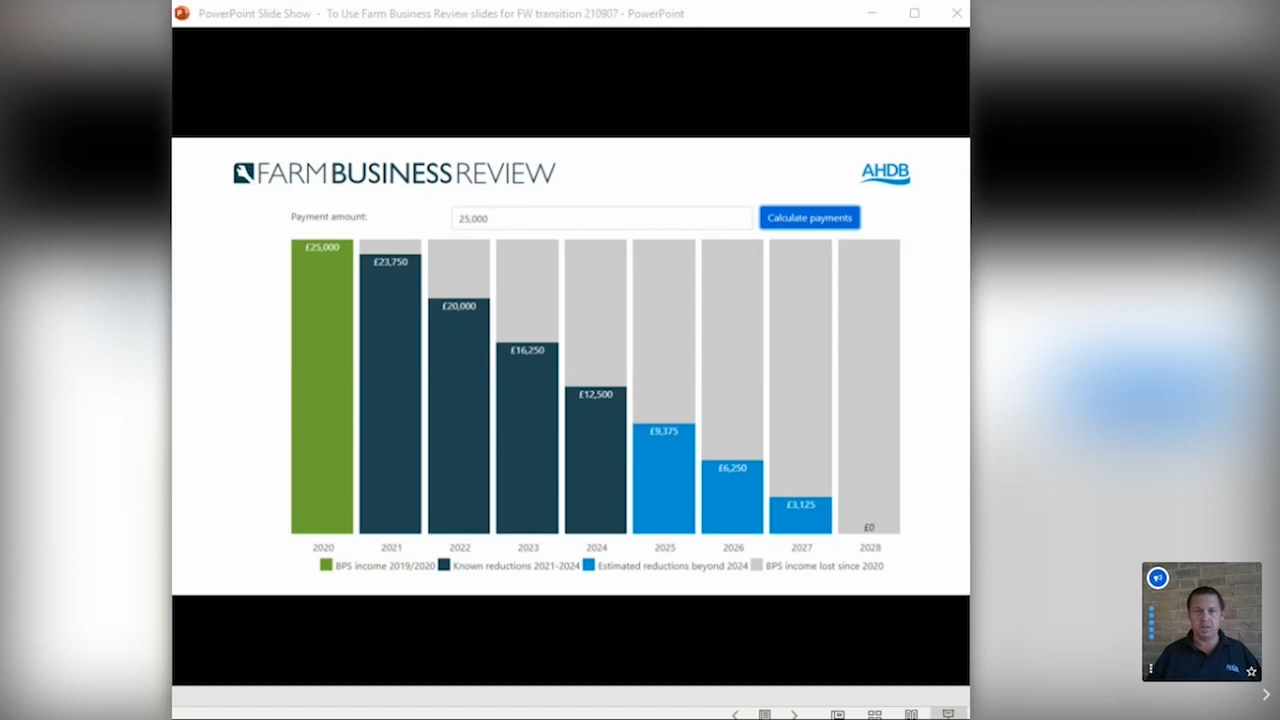 PowerPoint Slide Show - To Use Farm Business Review slides for FW transition 210907 - PowerPoint
FARMBUSINESSREVIEW
AHDB
Payment amount:
25,000
Calculate payments
£25,000
£23,750
£20,000
£16,250
£12,500
£9,375
£6,250
£3,125
£0
2020 2021 2022 2023 2024 2025 2026 2027 2028
BPS income 2019/2020 Known reductions 2021-2024 Estimated reductions beyond 2024 BPS income lost since 2020